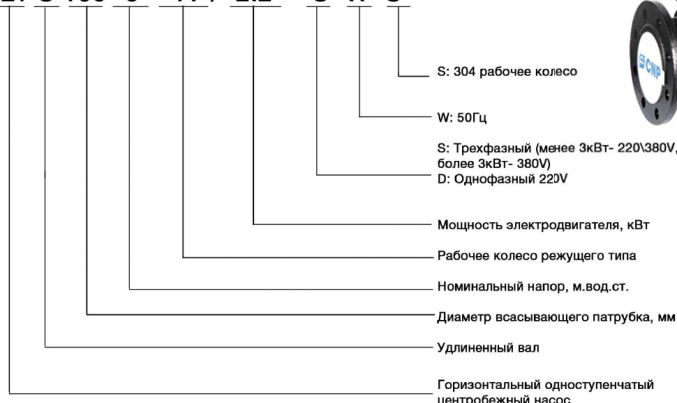 S: 304 рабочее колесо
CNP
W: 50Гц
S: Трехфазный (менее 3кВт- 220\380V,
более 3кВт- 380V)
D: Однофазный 220V
Мощность электродвигателя, кВт
Рабочее колесо режущего типа
Номинальный напор, м.вод.ст.
Диаметр всасывающего патрубка, мм
Удлиненный вал
Горизонтальный одноступенчатый
центробежный насос